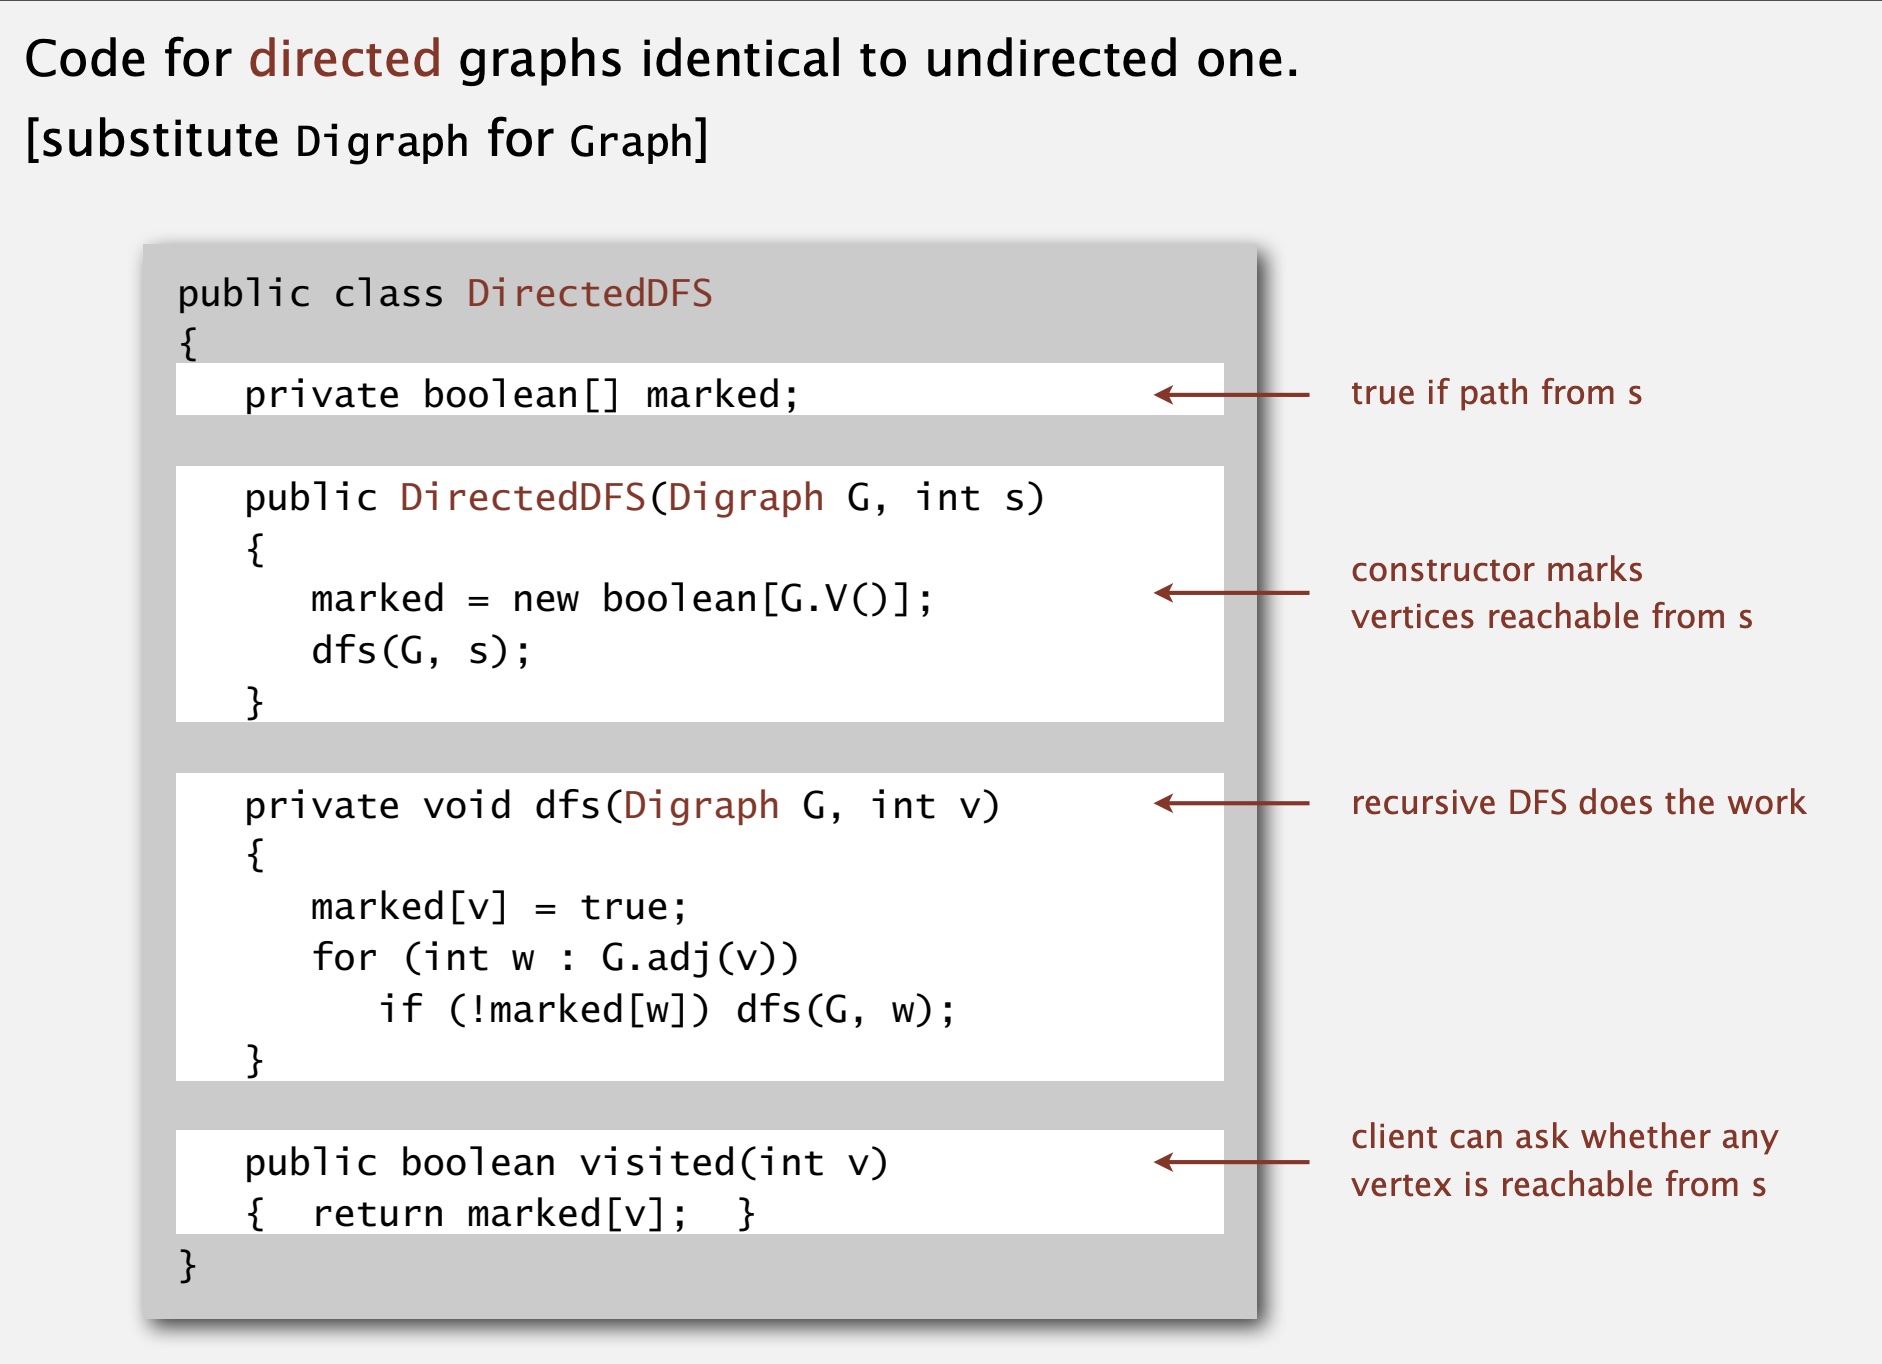 Code for directed graphs identical to undirected one.
[substitute Digraph for Graph]
public class DirectedDFS
{
private boolean[] marked;
true if path from s
public DirectedDFS(Digraph G, int s)
{
marked = new boolean[G.V()];
dfs(G, s);
}
constructor marks
vertices reachable from s
private void dfs(Digraph G, int v)
recursive DFS does the work
{
marked[v] = true;
for (int w : G.adj(v))
if (!marked[w]) dfs(G, w);
}
public boolean visited(int v)
{  return marked[v];  }
client can ask whether any
vertex is reachable from s
}